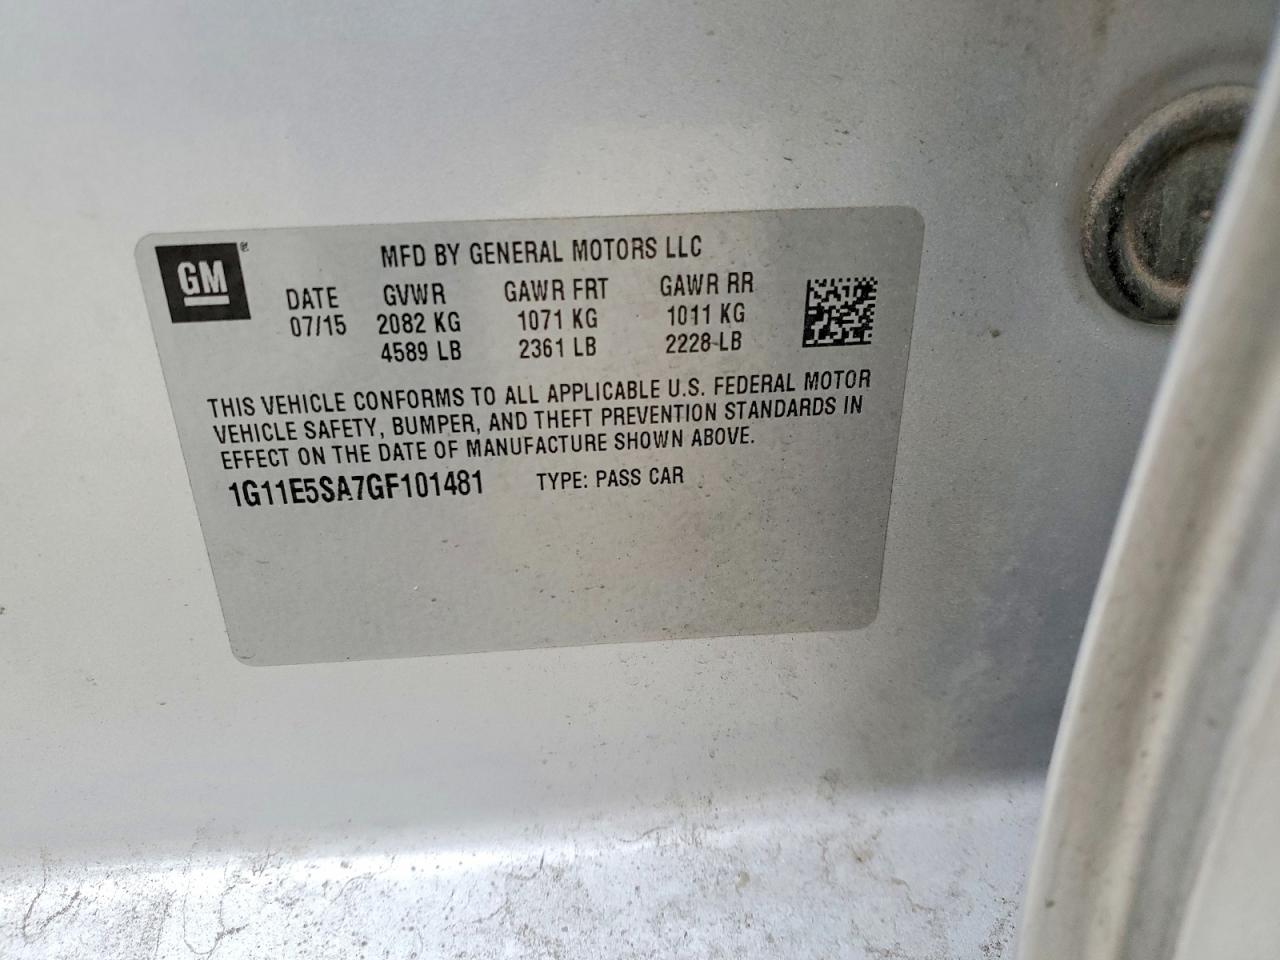 GM®
MFD BY GENERAL MOTORS LLC
DATE GVWR GAWR FRT GAWR RR
07/15 2082 KG 1071 KG 1011 KG
4589 LB 2361 LB 2228 LB
THIS VEHICLE CONFORMS TO ALL APPLICABLE U.S. FEDERAL MOTOR
VEHICLE SAFETY, BUMPER, AND THEFT PREVENTION STANDARDS IN
EFFECT ON THE DATE OF MANUFACTURE SHOWN ABOVE.
1G11E5SA7GF101481 TYPE: PASS CAR